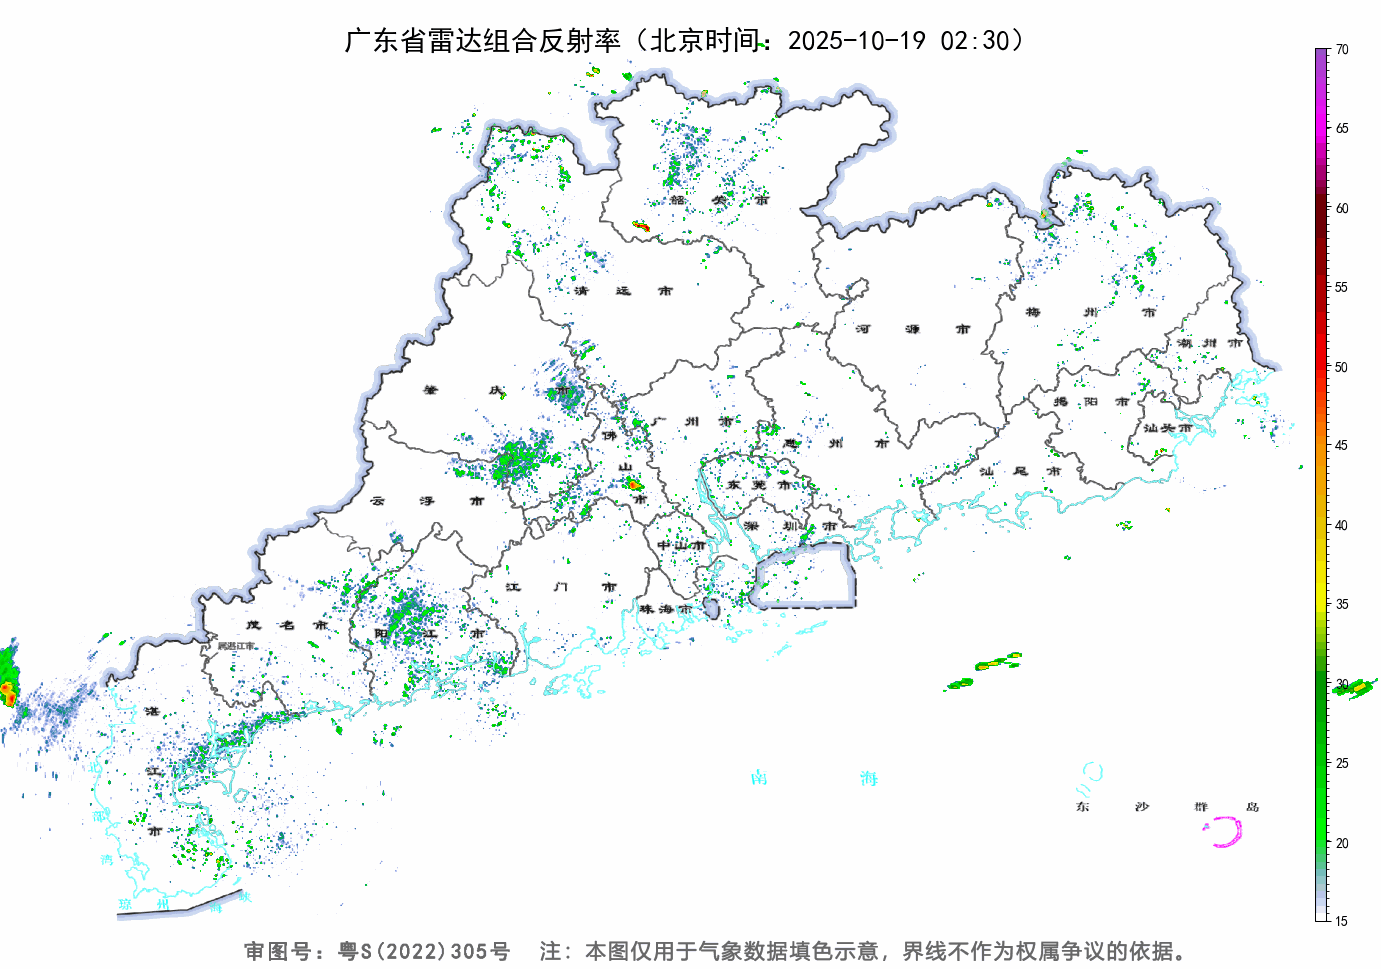 广东省雷达组合反射率（北京时间：2025-10-19 02:30）
70
65
60
55
50
45
40
35
30
25
20
15
韶关市
清远市
河源市
梅州市
潮州市
肇庆市
揭阳市
汕头市
广州市
佛山市
惠州市
汕尾市
东莞市
云浮市
深圳市
中山市
江门市
珠海市
茂名市
阳江市
属湛江市
湛江市
北部湾
南海
东沙群岛
琼州海峡
审图号：粤S(2022)305号 注：本图仅用于气象数据填色示意，界线不作为权属争议的依据。